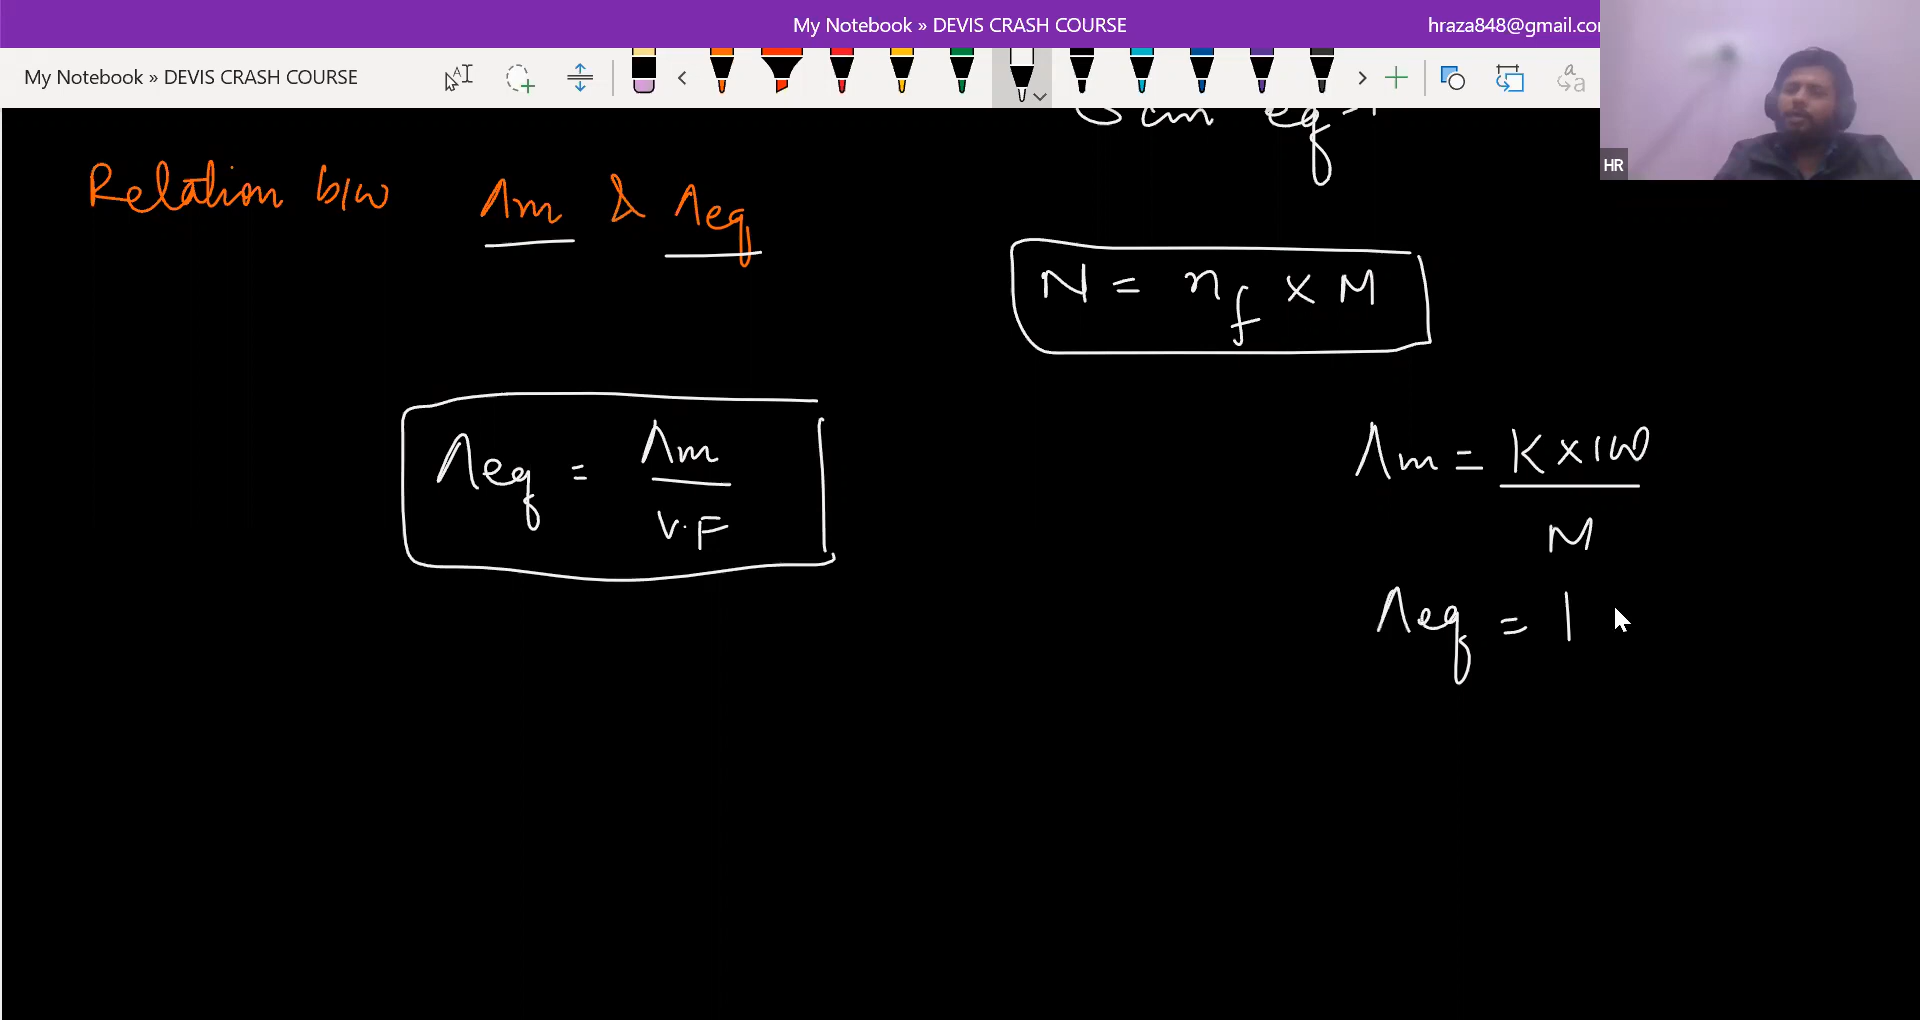 My Notebook » DEVIS CRASH COURSE
hraza848@gmail.co
My Notebook » DEVIS CRASH COURSE
HR
Relation b/w Λm & Λeq
N = nf × M
Λeq = Λm
V.F
Λm = K × 1000
M
Λeq = 1